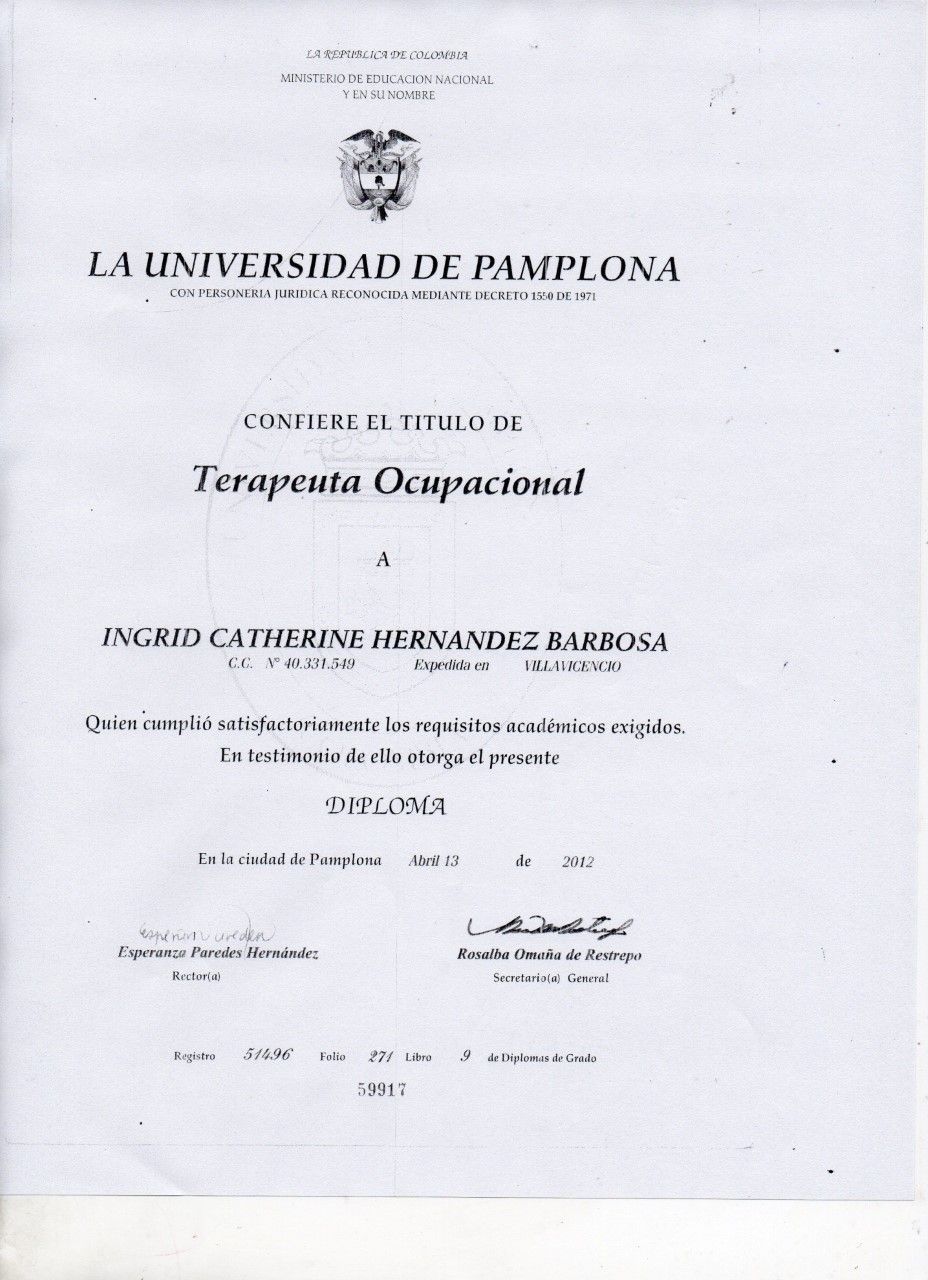 LA REPUBLICA DE COLOMBIA
MINISTERIO DE EDUCACION NACIONAL
Y EN SU NOMBRE
LA UNIVERSIDAD DE PAMPLONA
CON PERSONERIA JURIDICA RECONOCIDA MEDIANTE DECRETO 1550 DE 1971
CONFIERE EL TITULO DE
Terapeuta Ocupacional
A
INGRID CATHERINE HERNANDEZ BARBOSA
C.C. Nº 40.331.549 Expedida en VILLAVICENCIO
Quien cumplió satisfactoriamente los requisitos académicos exigidos.
En testimonio de ello otorga el presente
DIPLOMA
En la ciudad de Pamplona Abril 13 de 2012
Esperanza Paredes Hernández Rosalba Omaña de Restrepo
Rector(a) Secretario(a) General
Registro 51496 Folio 271 Libro 9 de Diplomas de Grado
59917